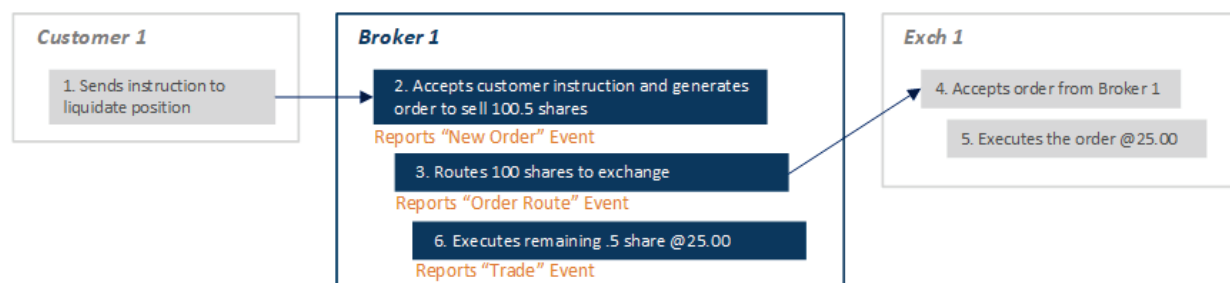 Customer 1
1. Sends instruction to
liquidate position
Broker 1
2. Accepts customer instruction and generates
order to sell 100.5 shares
Reports “New Order” Event
3. Routes 100 shares to exchange
Reports “Order Route” Event
6. Executes remaining .5 share @25.00
Reports “Trade” Event
Exch 1
4. Accepts order from Broker 1
5. Executes the order @25.00